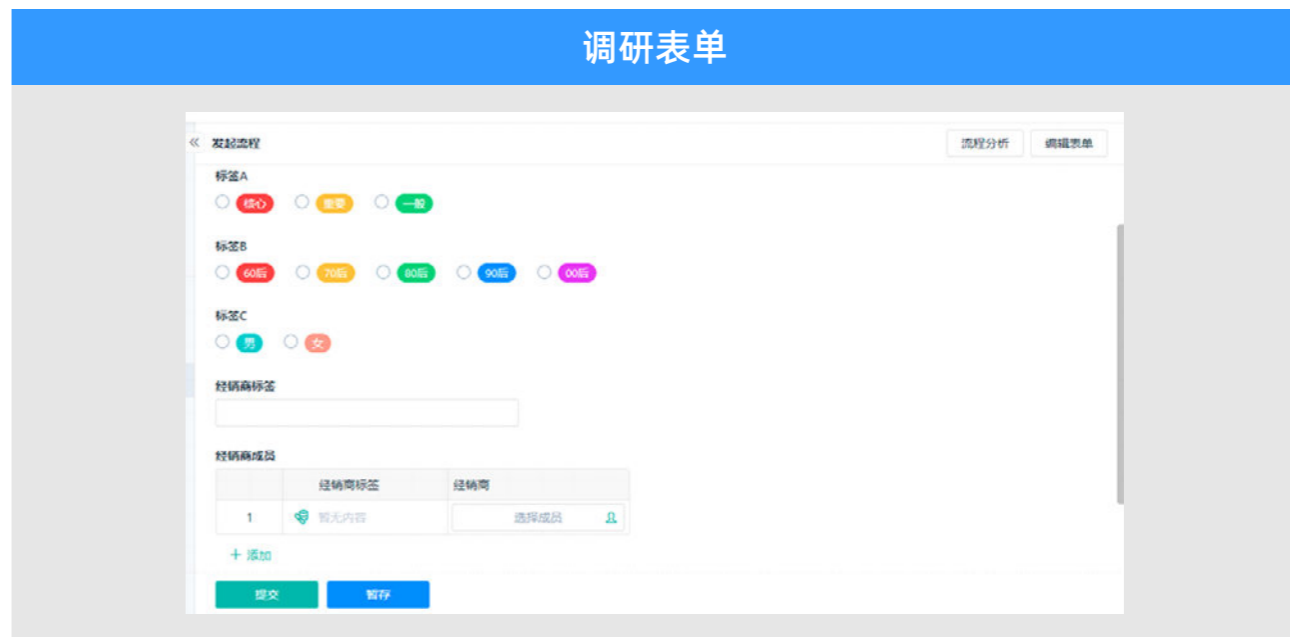 调研表单
« 发起流程 流程分析 编辑表单
标签A
核心 重要 一般
标签B
60后 70后 80后 90后 00后
标签C
男 女
经销商标签
经销商成员
经销商标签 经销商
1 暂无内容 选择成员
+ 添加
提交 暂存